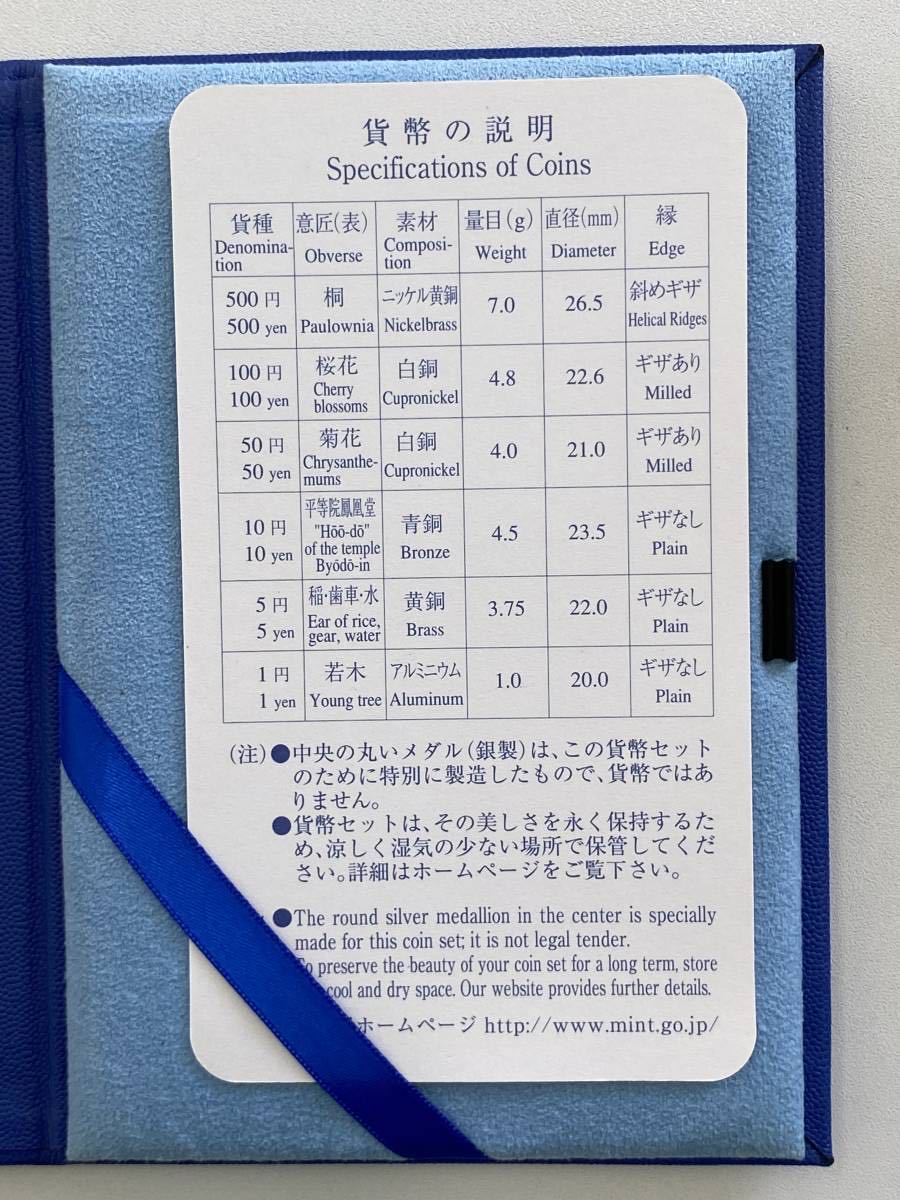 貨幣の説明
Specifications of Coins
貨種 意匠(表) 素材 量目(g) 直径(mm) 縁
Denomina-tion Obverse Composi-tion Weight Diameter Edge
500円 桐 ニッケル黄銅 7.0 26.5 斜めギザ
500 yen Paulownia Nickelbrass Helical Ridges
100円 桜花 白銅 4.8 22.6 ギザあり
100 yen Cherry blossoms Cupronickel Milled
50円 菊花 白銅 4.0 21.0 ギザあり
50 yen Chrysanthe-mums Cupronickel Milled
10円 平等院鳳凰堂 青銅 4.5 23.5 ギザなし
10 yen "Hōō-dō" of the temple Byōdō-in Bronze Plain
5円 稲・歯車・水 黄銅 3.75 22.0 ギザなし
5 yen Ear of rice, gear, water Brass Plain
1円 若木 アルミニウム 1.0 20.0 ギザなし
1 yen Young tree Aluminum Plain
(注)●中央の丸いメダル(銀製)は、この貨幣セット
のために特別に製造したもので、貨幣ではあ
りません。
●貨幣セットは、その美しさを永く保持するた
め、涼しく湿気の少ない場所で保管してくだ
さい。詳細はホームページをご覧下さい。
●The round silver medallion in the center is specially
made for this coin set; it is not legal tender.
preserve the beauty of your coin set for a long term, store
cool and dry space. Our website provides further details.
ホームページ http://www.mint.go.jp/